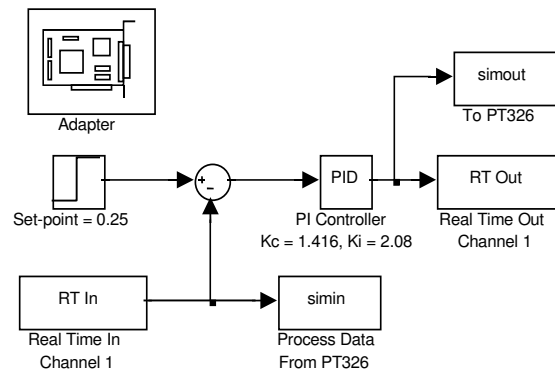 Adapter
simout
To PT326
Set-point = 0.25
+
-
PID
PI Controller
Kc = 1.416, Ki = 2.08
RT Out
Real Time Out
Channel 1
RT In
Real Time In
Channel 1
simin
Process Data
From PT326